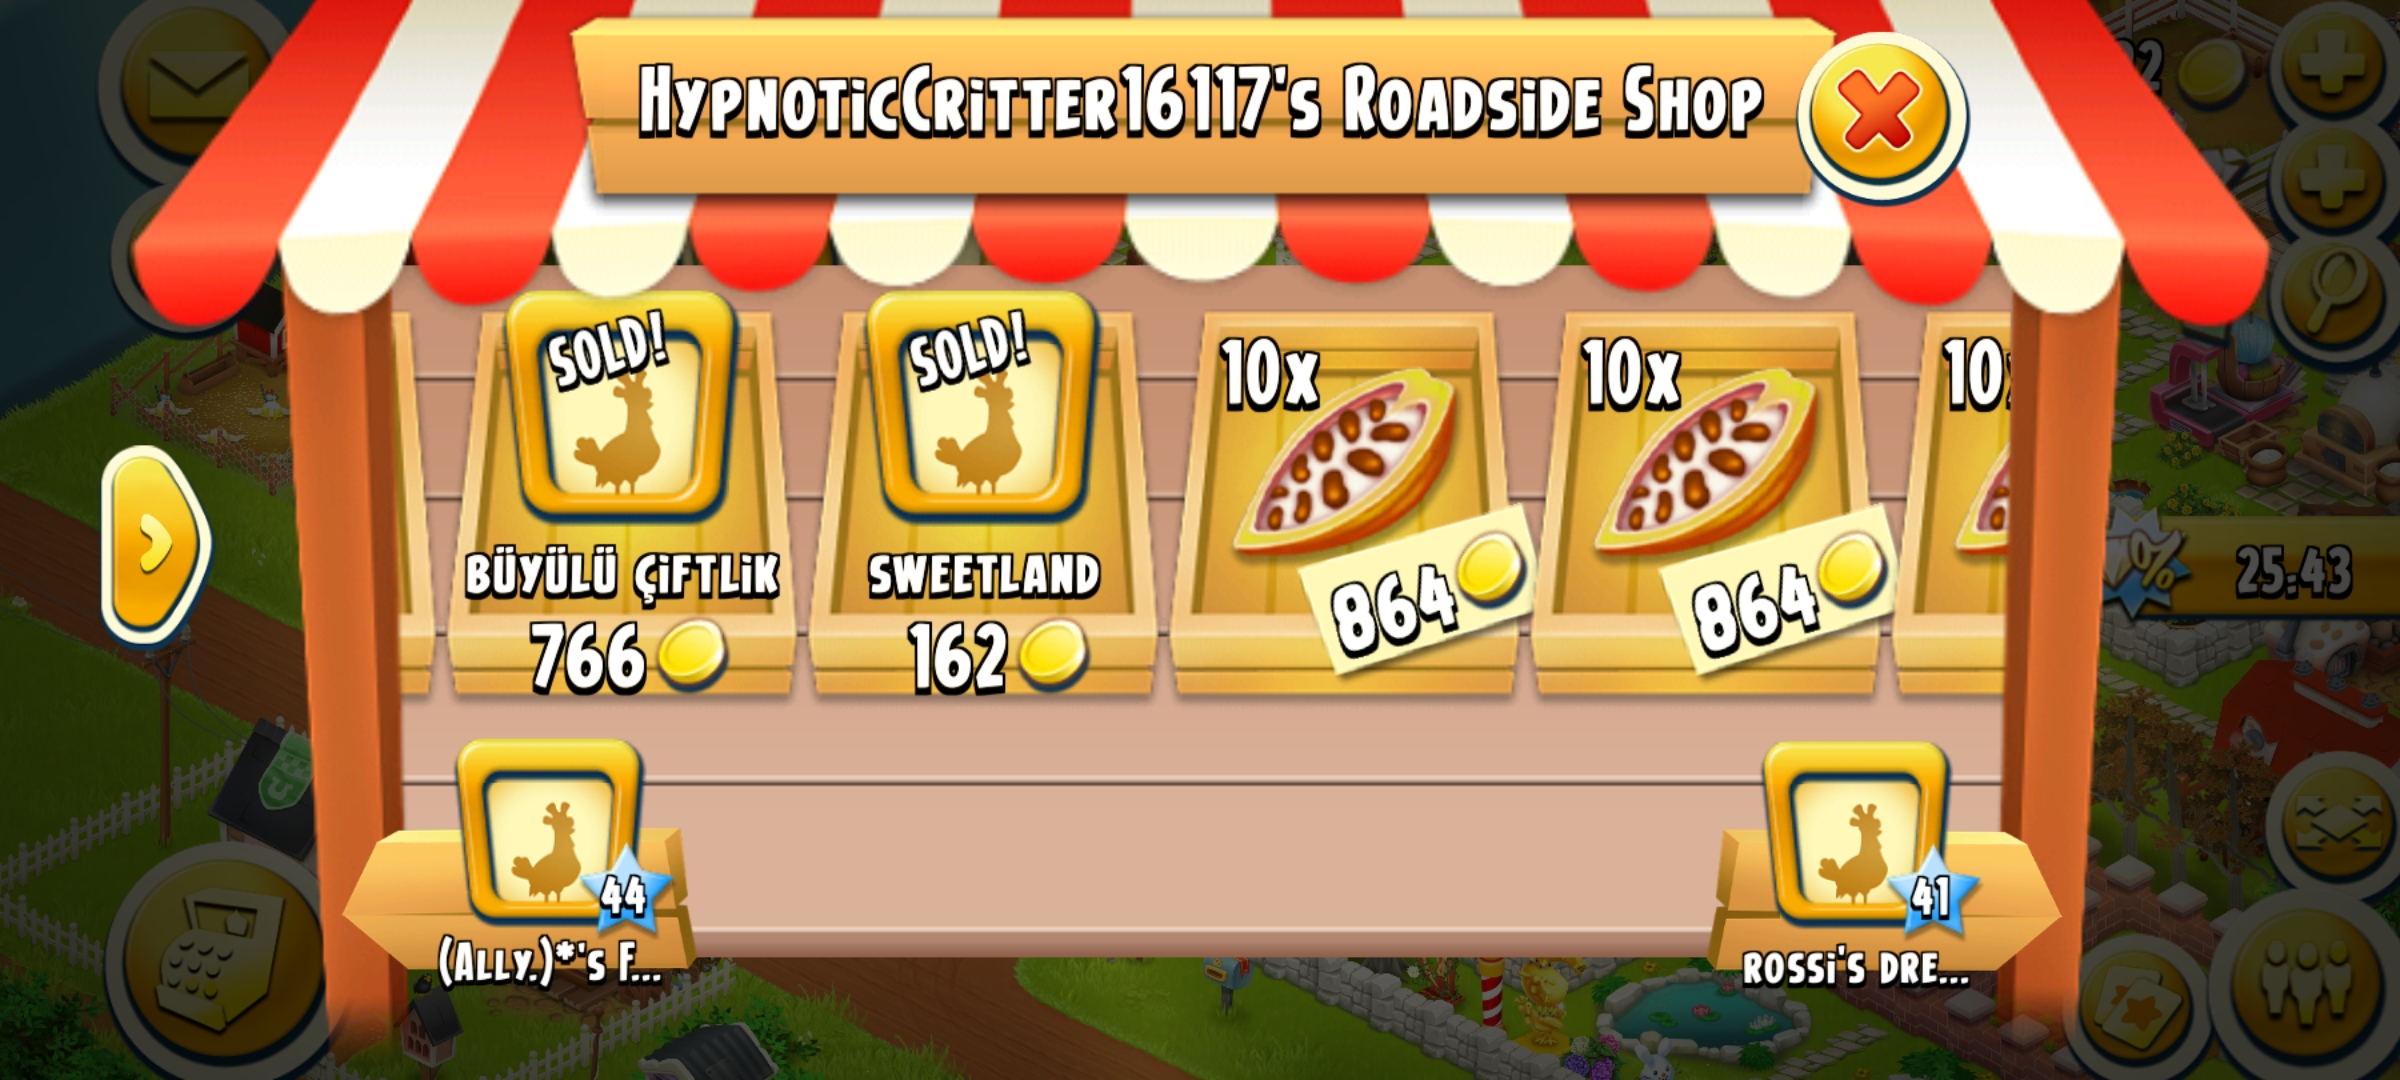 HypnoticCritter16117's Roadside Shop
SOLD!
SOLD!
10x
10x
10x
BÜYÜLÜ ÇİFTLİK
SWEETLAND
766
162
864
864
25:43
44
41
(Ally.)*'s F...
ROSSI'S DRE...